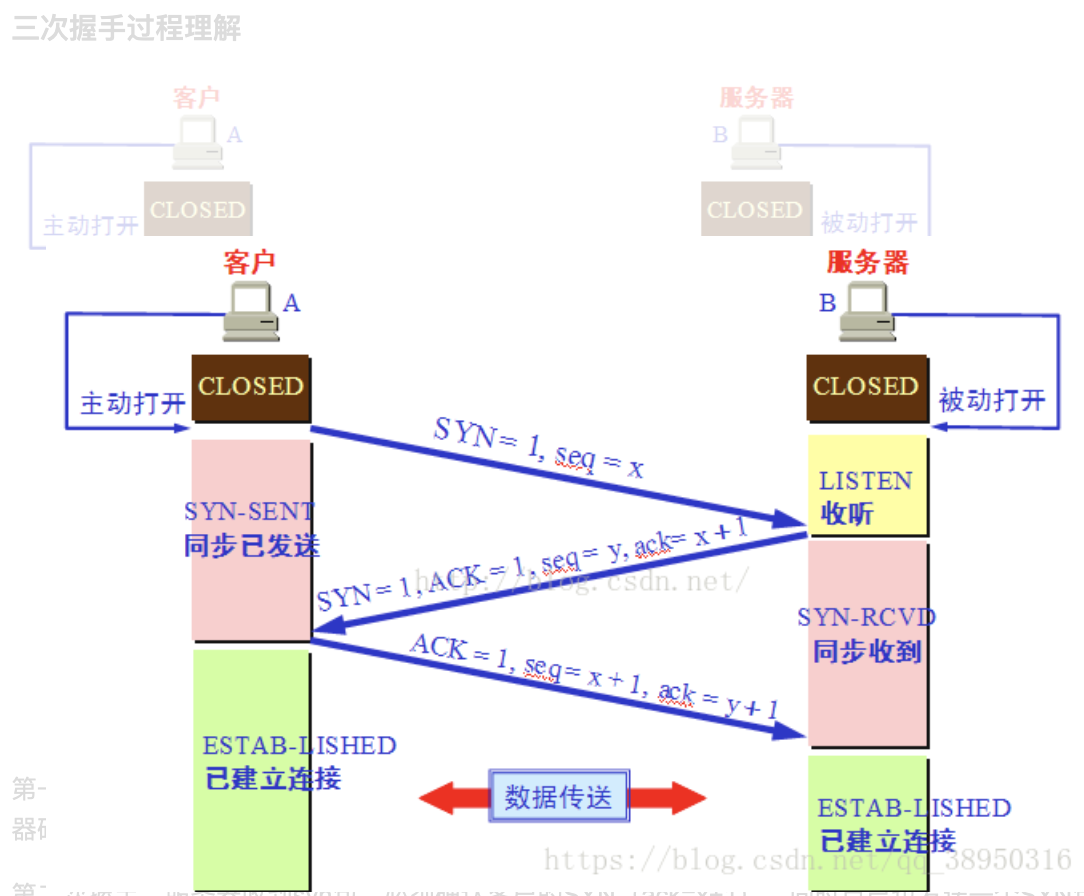 三次握手过程理解
客户
服务器
A
B
CLOSED
CLOSED
主动打开
被动打开
客户
服务器
A
B
CLOSED
CLOSED
主动打开
被动打开
SYN = 1, seq = x
LISTEN
收听
SYN-SENT
同步已发送
SYN = 1, ACK = 1, seq = y, ack= x + 1
http://blog.csdn.net/
SYN-RCVD
同步收到
ACK = 1, seq = x + 1, ack = y + 1
ESTAB-LISHED
已建立连接
数据传送
ESTAB-LISHED
已建立连接
第一
器
https://blog.csdn.net/qq_38950316